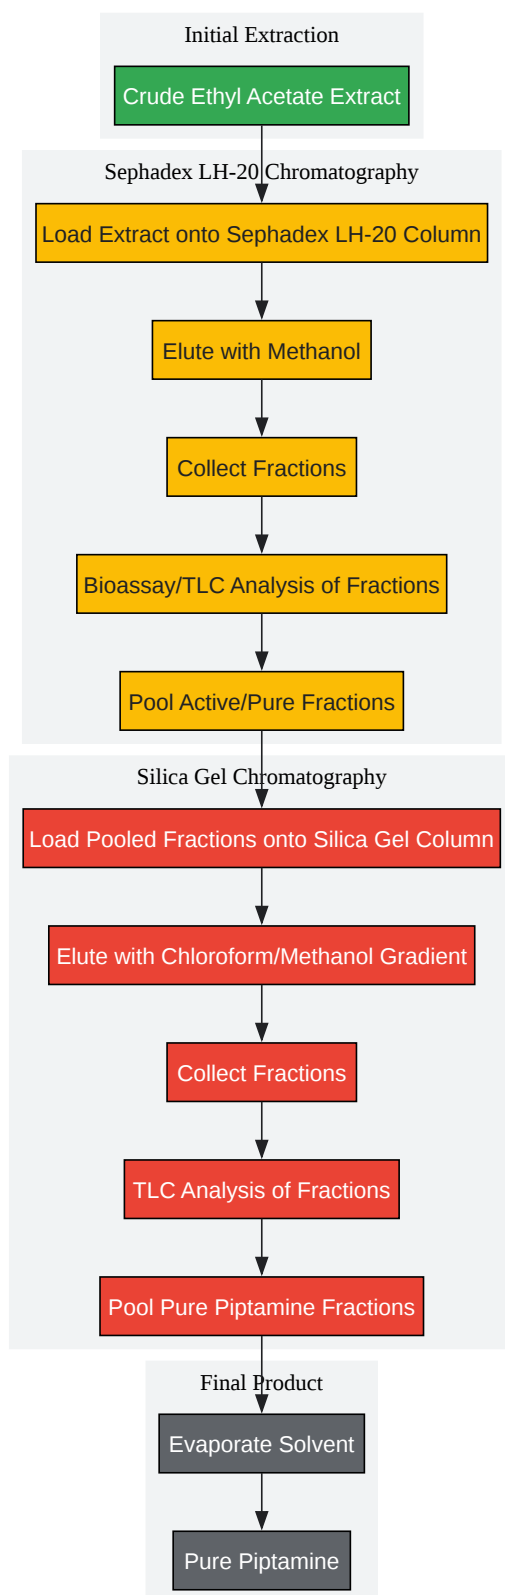 Initial Extraction
Crude Ethyl Acetate Extract
Sephadex LH-20 Chromatography
Load Extract onto Sephadex LH-20 Column
Elute with Methanol
Collect Fractions
Bioassay/TLC Analysis of Fractions
Pool Active/Pure Fractions
Silica Gel Chromatography
Load Pooled Fractions onto Silica Gel Column
Elute with Chloroform/Methanol Gradient
Collect Fractions
TLC Analysis of Fractions
Pool Pure Piptamine Fractions
Final Product
Evaporate Solvent
Pure Piptamine